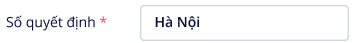 Số quyết định * Hà Nội